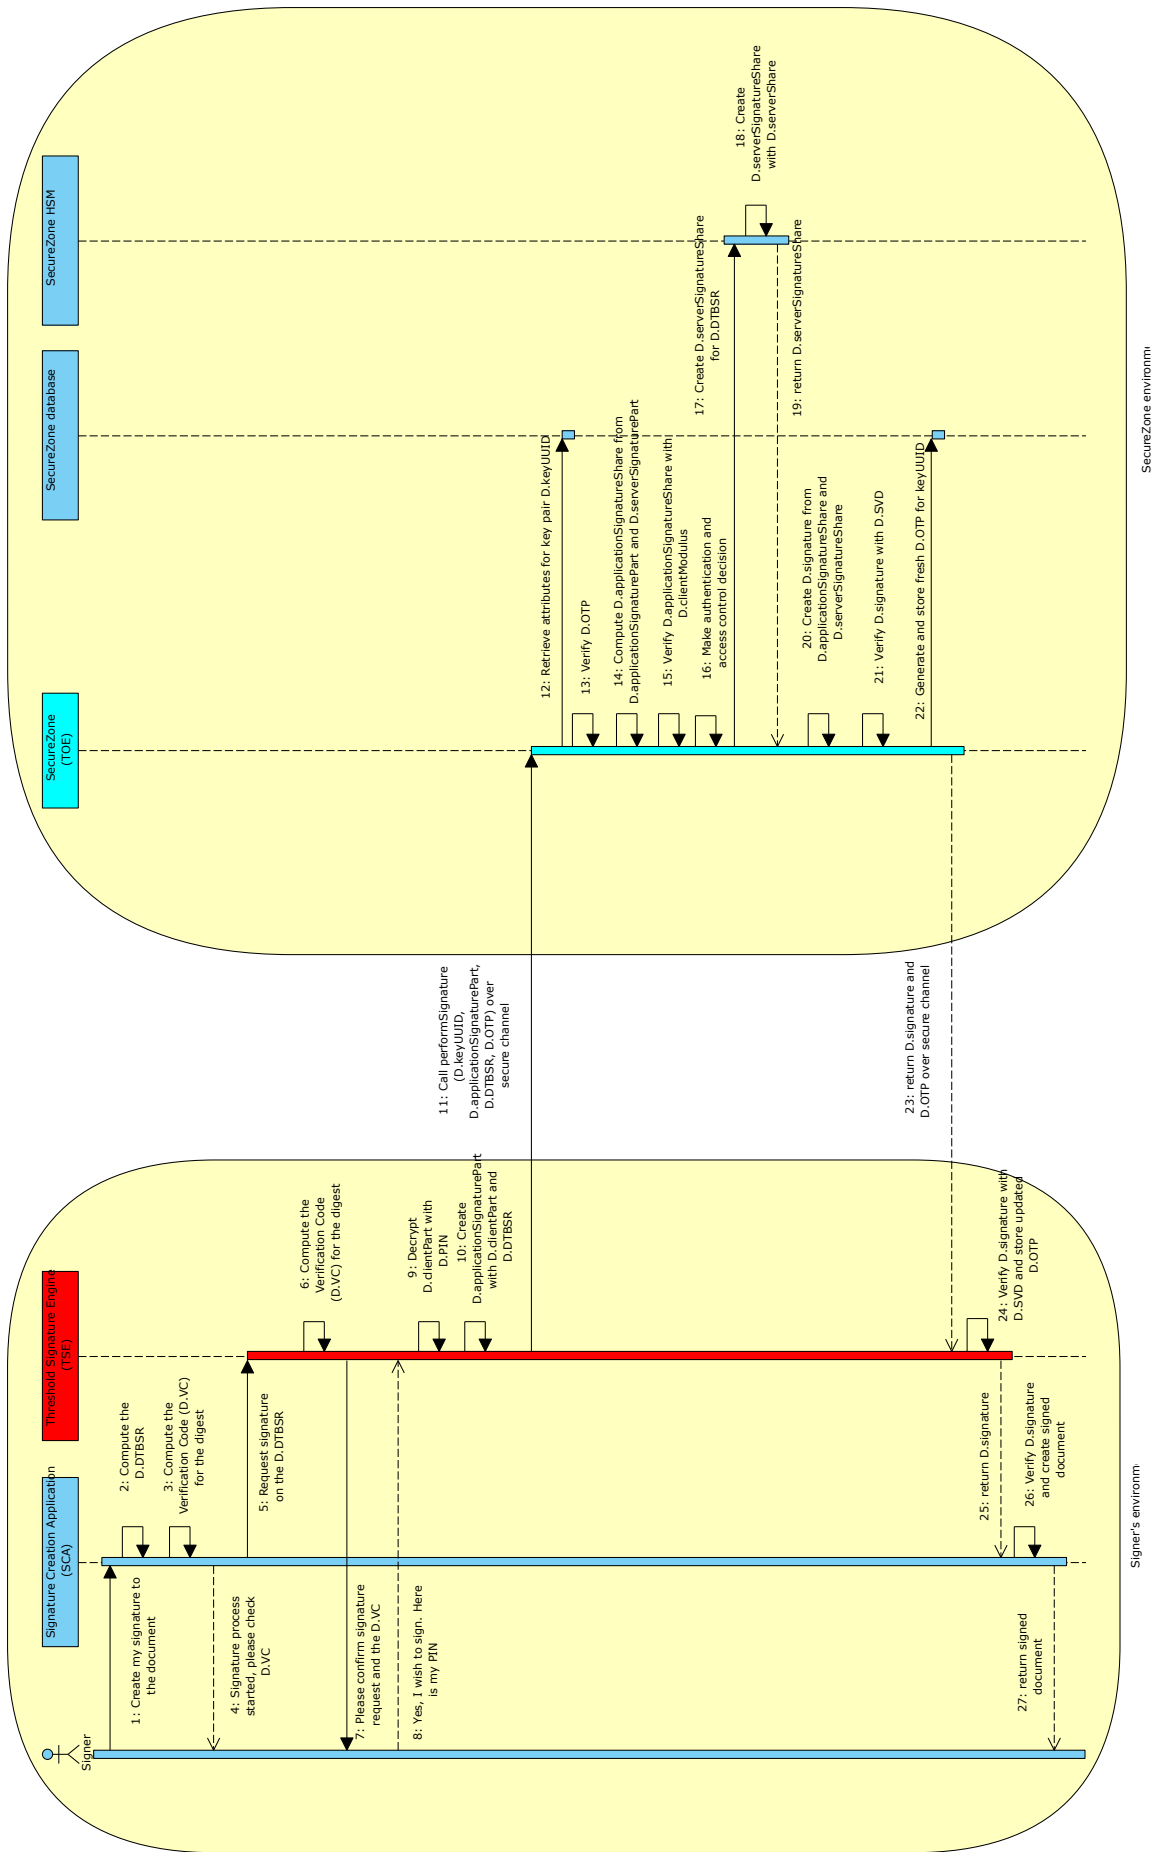 Signer
Signature Creation Application
(SCA)
Threshold Signature Engine
(TSE)
SecureZone
(TOE)
SecureZone database
SecureZone HSM
1: Create my signature to
the document
2: Compute the
D.DTBSR
3: Compute the
Verification Code (D.VC)
for the digest
4: Signature process
started, please check
D.VC
5: Request signature
on the D.DTBSR
6: Compute the
Verification Code
(D.VC) for the digest
7: Please confirm signature
request and the D.VC
8: Yes, I wish to sign. Here
is my PIN
9: Decrypt
D.clientPart with
D.PIN
10: Create
D.applicationSignaturePart
with D.clientPart and
D.DTBSR
11: Call performSignature
(D.keyUUID,
D.applicationSignaturePart,
D.DTBSR, D.OTP) over
secure channel
12: Retrieve attributes for key pair D.keyUUID
13: Verify D.OTP
14: Compute D.applicationSignatureShare from
D.applicationSignaturePart and D.serverSignaturePart
15: Verify D.applicationSignatureShare with
D.clientModulus
16: Make authentication and
access control decision
17: Create D.serverSignatureShare
for D.DTBSR
18: Create
D.serverSignatureShare
with D.serverShare
19: return D.serverSignatureShare
20: Create D.signature from
D.applicationSignatureShare and
D.serverSignatureShare
21: Verify D.signature with D.SVD
22: Generate and store fresh D.OTP for keyUUID
23: return D.signature and
D.OTP over secure channel
24: Verify D.signature with
D.SVD and store updated
D.OTP
25: return D.signature
26: Verify D.signature
and create signed
document
27: return signed
document
Signer's environm
SecureZone environm